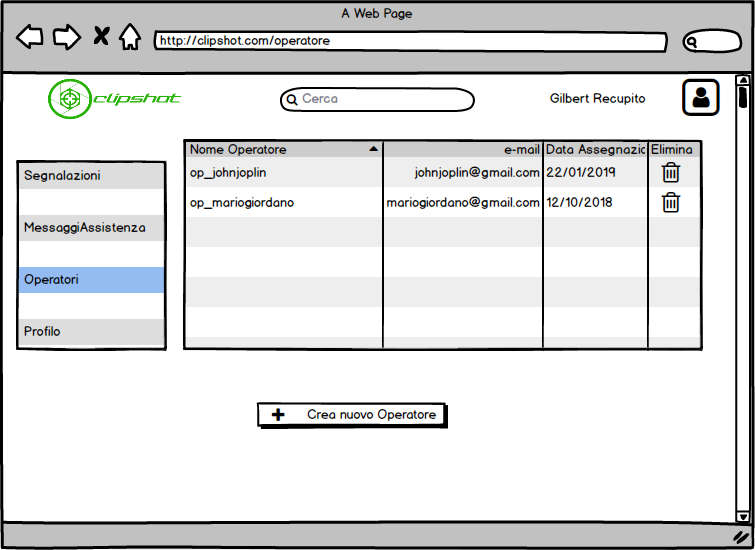 A Web Page
http://clipshot.com/operatore
clipshot
Cerca
Gilbert Recupito
Nome Operatore e-mail Data Assegnazic Elimina
op_johnjoplin johnjoplin@gmail.com 22/01/2019
op_mariogiordano mariogiordano@gmail.com 12/10/2018
Segnalazioni
MessaggiAssistenza
Operatori
Profilo
Crea nuovo Operatore